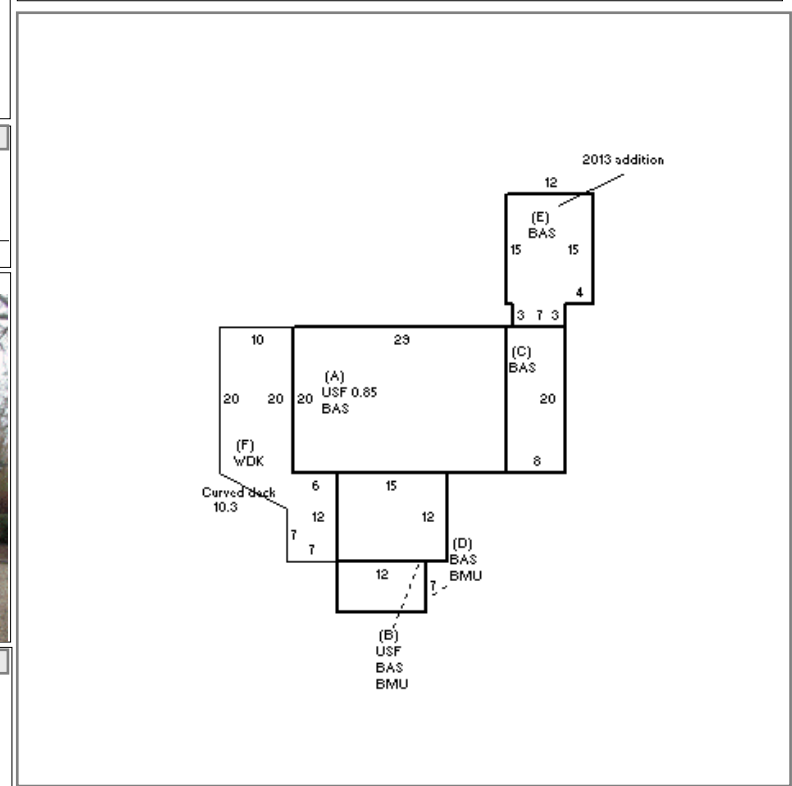 2013 addition
12
(E)
BAS
15 15
4
3 7 3
10 29
(C)
BAS
(A)
USF 0.85
BAS
20 20 20 20
(F)
WDK
8
Curved deck
10.3
6 15
12 12
7
7
(D)
BAS
BMU
12
7
(B)
USF
BAS
BMU